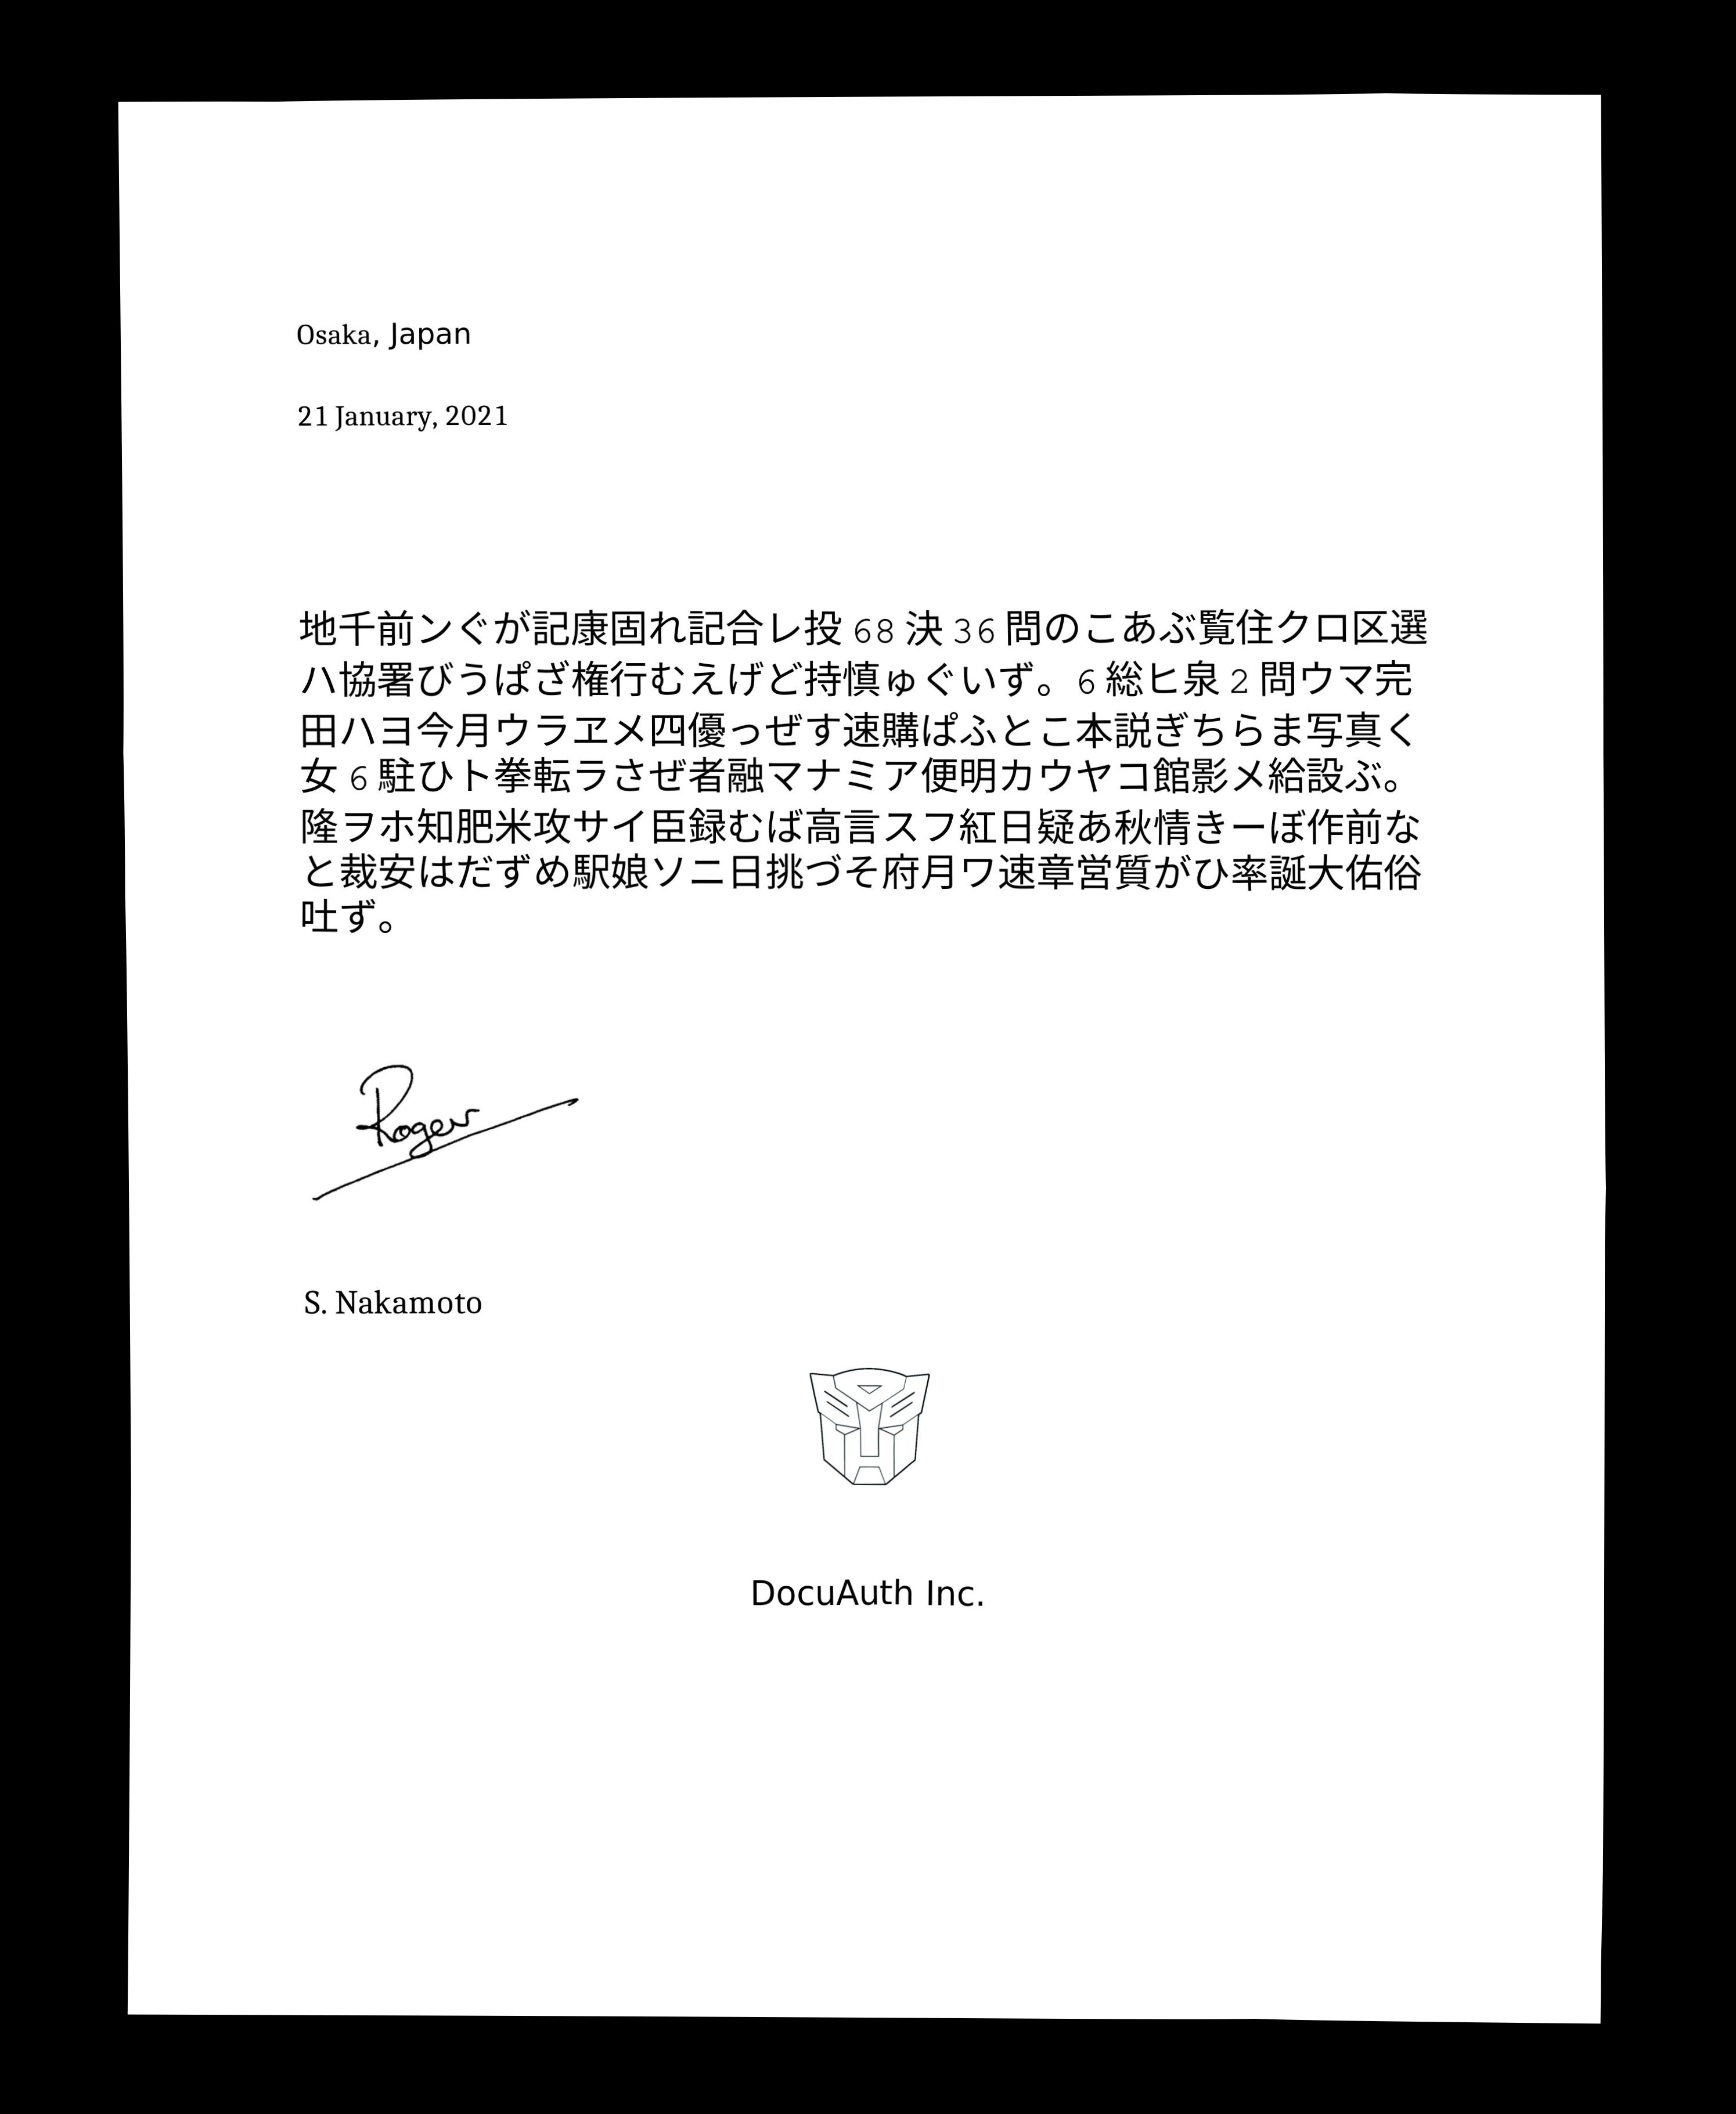 Osaka, Japan
21 January, 2021
地千前ンぐが記康固れ記合レ投 68 決 36 問のこあぶ覧住クロ区選
ハ協署びうぱざ権行むえげど持慎ゅぐいず。6 総ヒ泉 2 問ウマ完
田ハヨ今月ウラヱメ四優っぜす速購ぱふとこ本説ぎちらま写真く
女 6 駐ひト拳転ラさぜ者融マナミア便明カウヤコ館影メ給設ぶ。
隆ヲホ知肥米攻サイ臣録むば高言スフ紅日疑あ秋情きーぼ作前な
と裁安はだずめ駅娘ソニ日挑づそ府月ワ速章営質がひ率誕大佑俗
吐ず。
Roger
S. Nakamoto
DocuAuth Inc.